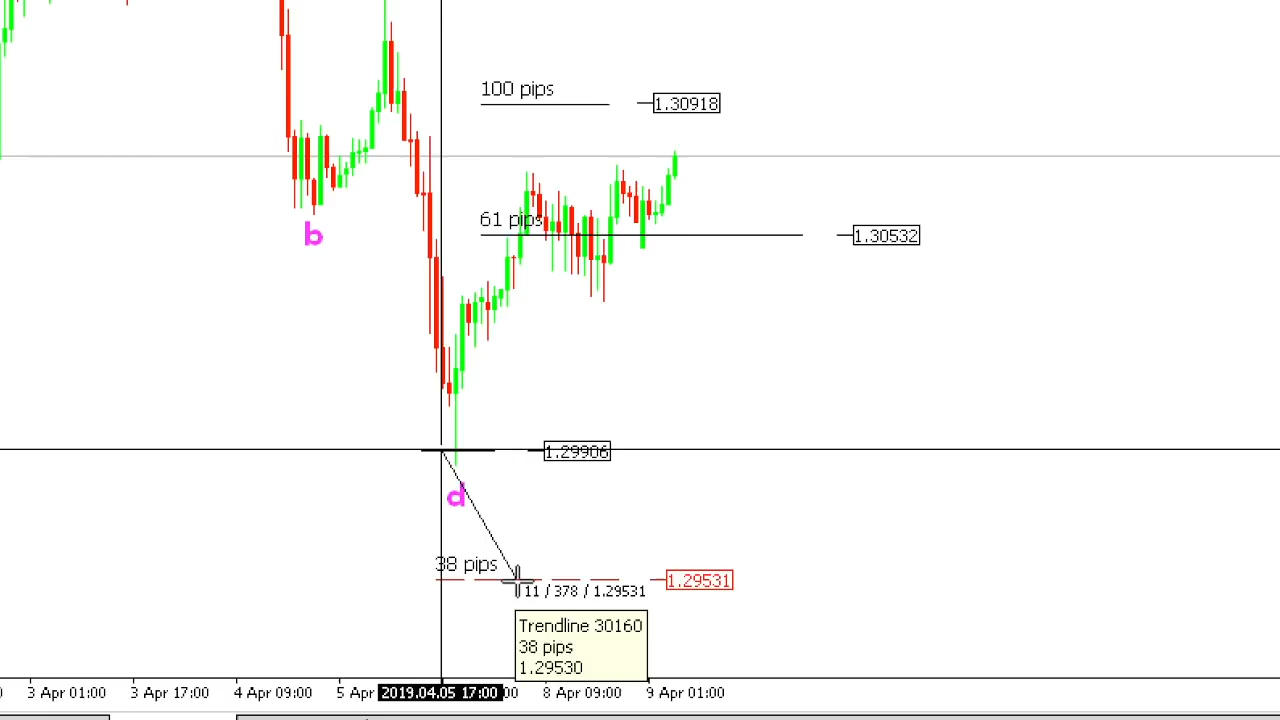 100 pips
1.30918
61 pips
1.30532
b
1.29906
d
38 pips
1.29531
11 / 378 / 1.29531
Trendline 30160
38 pips
1.29530
3 Apr 01:00 3 Apr 17:00 4 Apr 09:00 5 Apr 2019.04.05 17:00 8 Apr 09:00 9 Apr 01:00